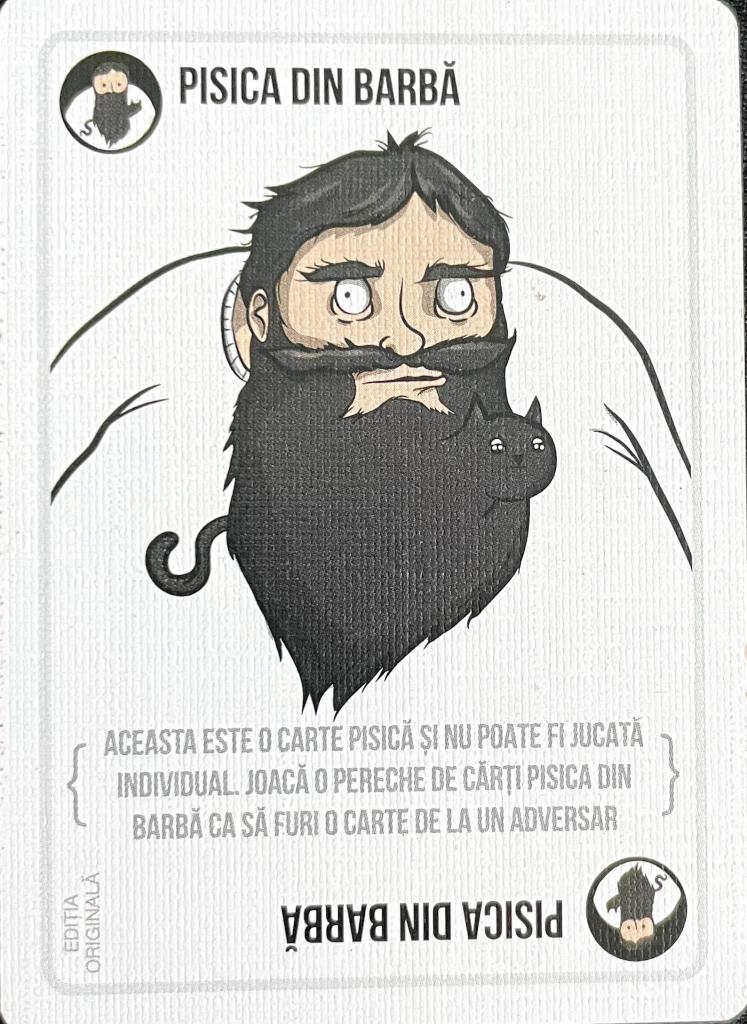 PISICA DIN BARBĂ
ACEASTA ESTE O CARTE PISICĂ ȘI NU POATE FI JUCATĂ
INDIVIDUAL. JOACĂ O PERECHE DE CĂRȚI PISICA DIN
BARBĂ CA SĂ FURI O CARTE DE LA UN ADVERSAR
EDIȚIA
ORIGINALĂ
PISICA DIN BARBĂ